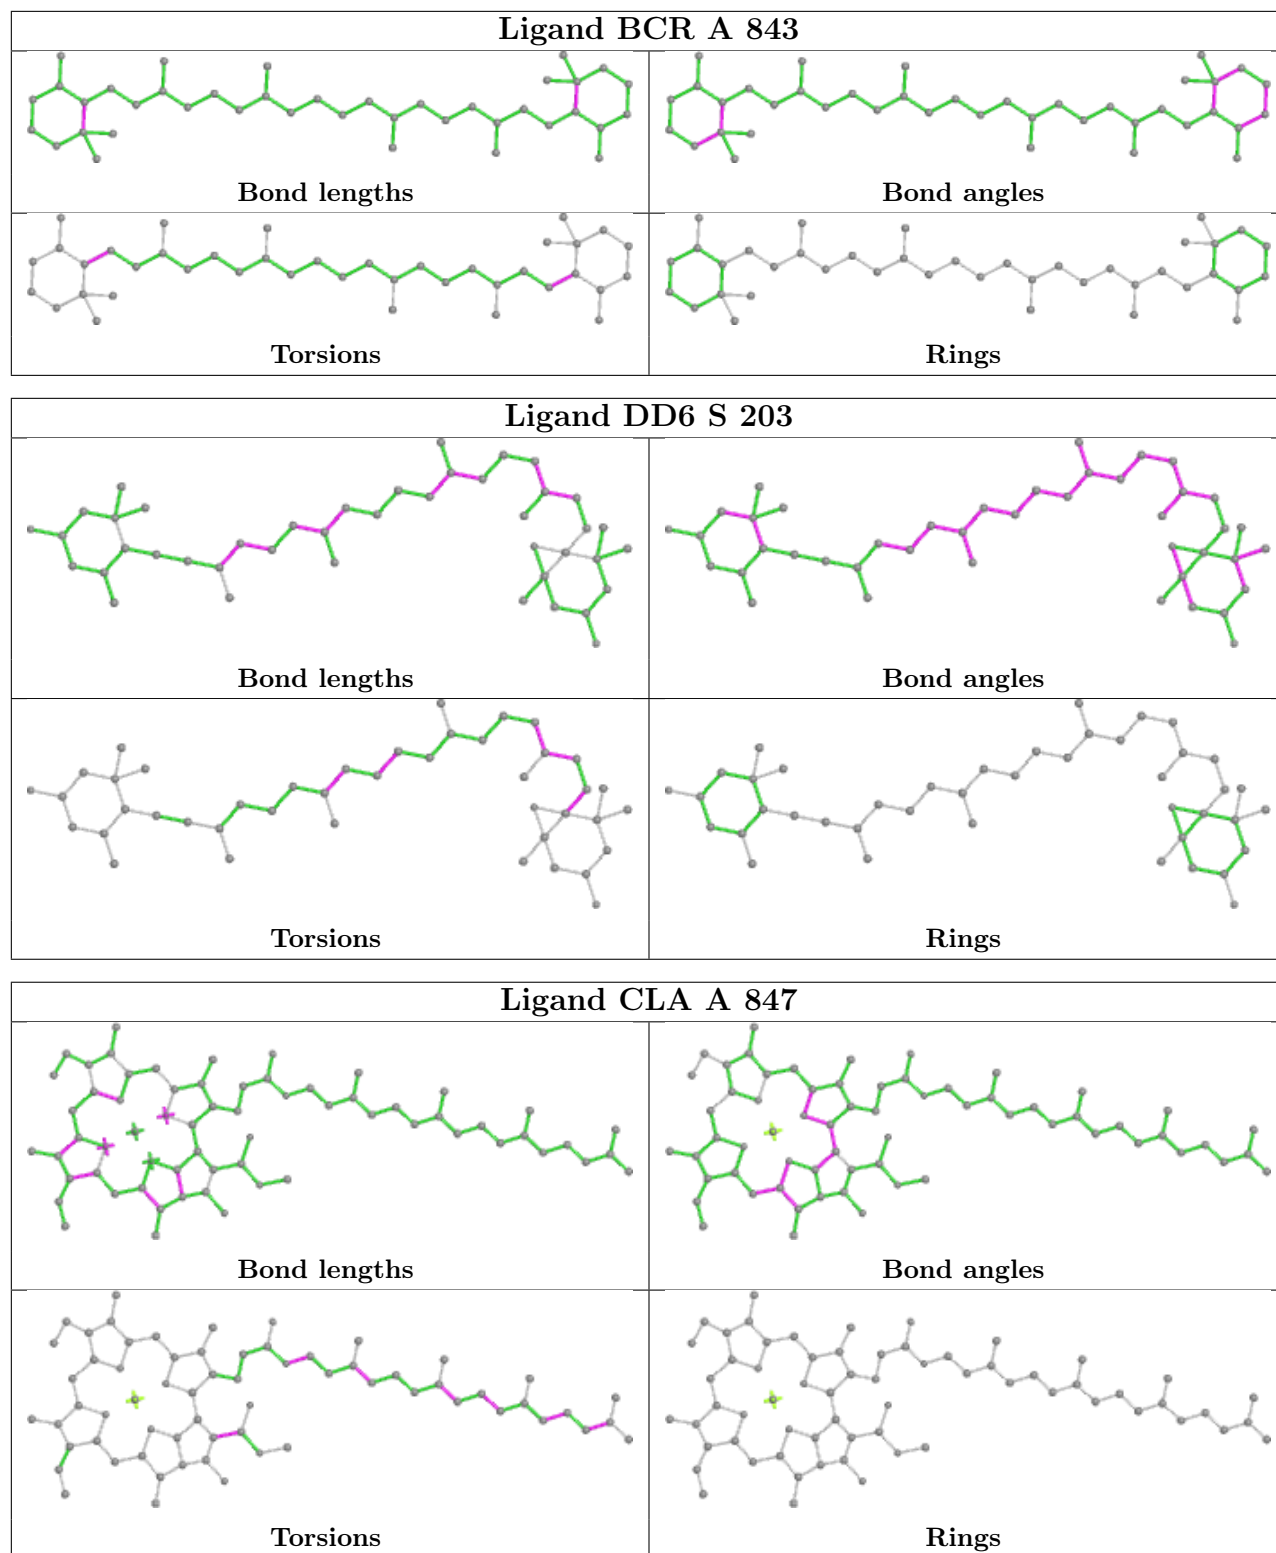 Ligand BCR A 843
Bond lengths
Bond angles
Torsions
Rings
Ligand DD6 S 203
Bond lengths
Bond angles
Torsions
Rings
Ligand CLA A 847
Bond lengths
Bond angles
Torsions
Rings